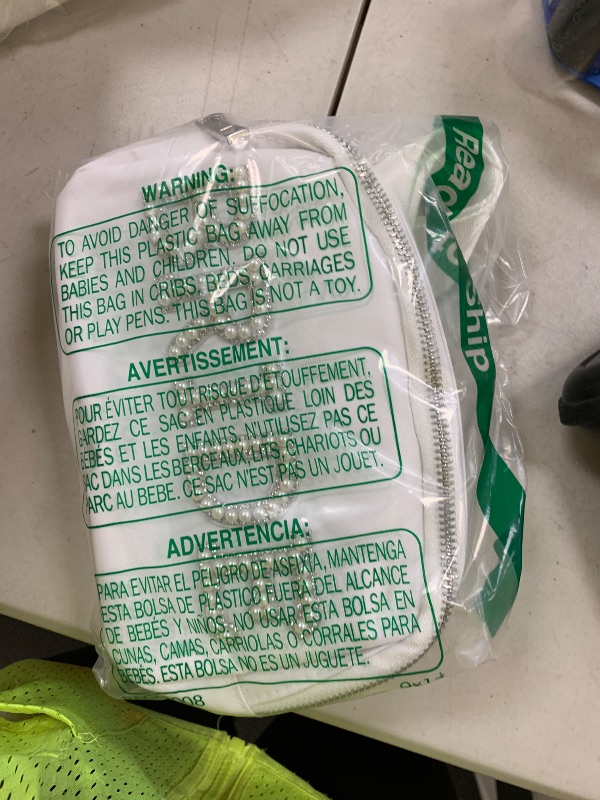 WARNING:
TO AVOID DANGER OF SUFFOCATION,
KEEP THIS PLASTIC BAG AWAY FROM
BABIES AND CHILDREN. DO NOT USE
THIS BAG IN CRIBS, BEDS, CARRIAGES
OR PLAY PENS. THIS BAG IS NOT A TOY.
AVERTISSEMENT:
POUR ÉVITER TOUT RISQUE D'ÉTOUFFEMENT,
GARDEZ CE SAC EN PLASTIQUE LOIN DES
BÉBÉS ET LES ENFANTS. N'UTILISEZ PAS CE
SAC DANS LES BERCEAUX, LITS, CHARIOTS OU
PARC AU BEBE. CE SAC N'EST PAS UN JOUET.
ADVERTENCIA:
PARA EVITAR EL PELIGRO DE ASFIXIA, MANTENGA
ESTA BOLSA DE PLASTICO FUERA DEL ALCANCE
DE BEBÉS Y NIÑOS. NO USAR ESTA BOLSA EN
CUNAS, CAMAS, CARRIOLAS O CORRALES PARA
BEBÉS. ESTA BOLSA NO ES UN JUGUETE.
008
ship